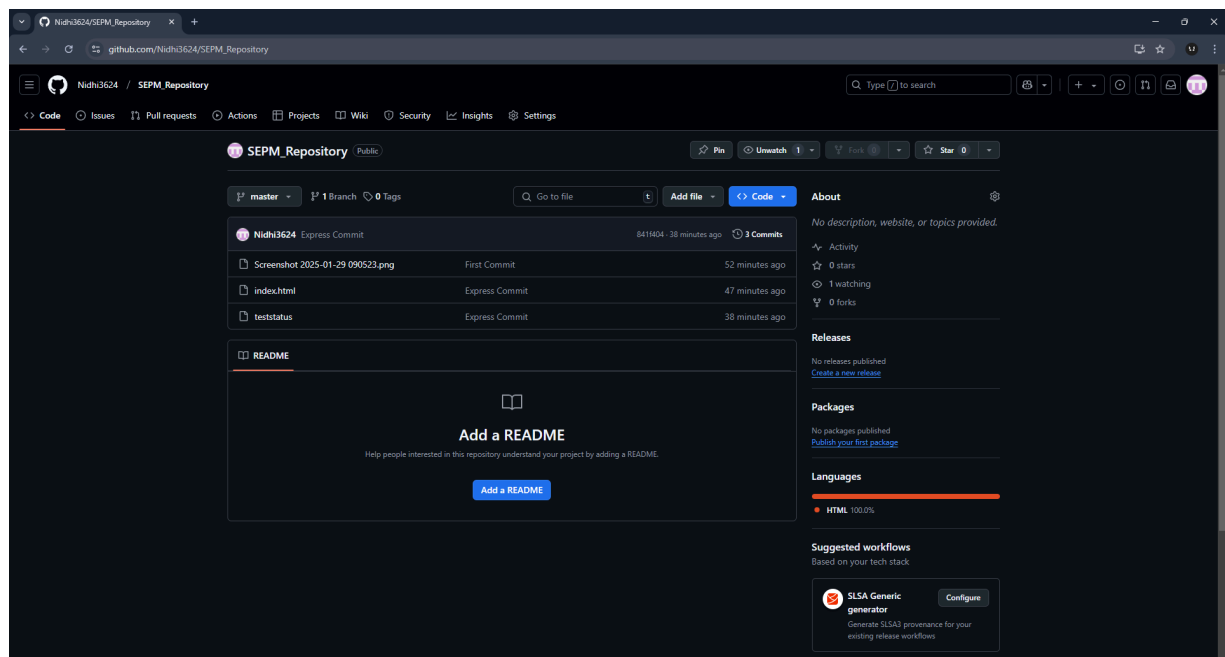 Nidhi3624/SEPM_Repository
github.com/Nidhi3624/SEPM_Repository
Nidhi3624 / SEPM_Repository
Type / to search
Code Issues Pull requests Actions Projects Wiki Security Insights Settings
SEPM_Repository Public
Pin Unwatch 1 Fork 0 Star 0
master 1 Branch 0 Tags
Go to file t Add file Code
Nidhi3624 Express Commit 841f404 · 38 minutes ago 3 Commits
Screenshot 2025-01-29 090523.png First Commit 52 minutes ago
index.html Express Commit 47 minutes ago
teststatus Express Commit 38 minutes ago
README
Add a README
Help people interested in this repository understand your project by adding a README.
Add a README
About
No description, website, or topics provided.
Activity
0 stars
1 watching
0 forks
Releases
No releases published
Create a new release
Packages
No packages published
Publish your first package
Languages
HTML 100.0%
Suggested workflows
Based on your tech stack
SLSA Generic
generator
Configure
Generate SLSA3 provenance for your
existing release workflows